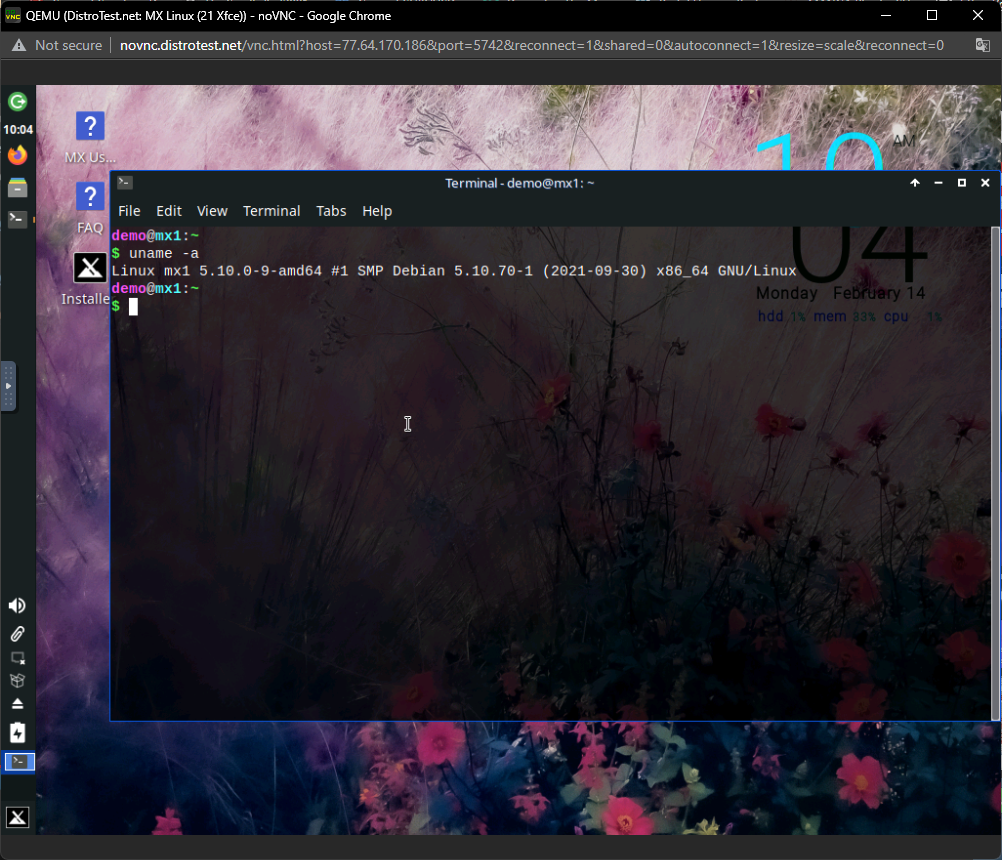 QEMU (DistroTest.net: MX Linux (21 Xfce)) - noVNC - Google Chrome
Not secure | novnc.distrotest.net/vnc.html?host=77.64.170.186&port=5742&reconnect=1&shared=0&autoconnect=1&resize=scale&reconnect=0
10:04
MX Us...
FAQ
Installe
10 AM
04
Monday February 14
hdd 1% mem 33% cpu 1%
Terminal - demo@mx1: ~
File Edit View Terminal Tabs Help
demo@mx1:~
$ uname -a
Linux mx1 5.10.0-9-amd64 #1 SMP Debian 5.10.70-1 (2021-09-30) x86_64 GNU/Linux
demo@mx1:~
$